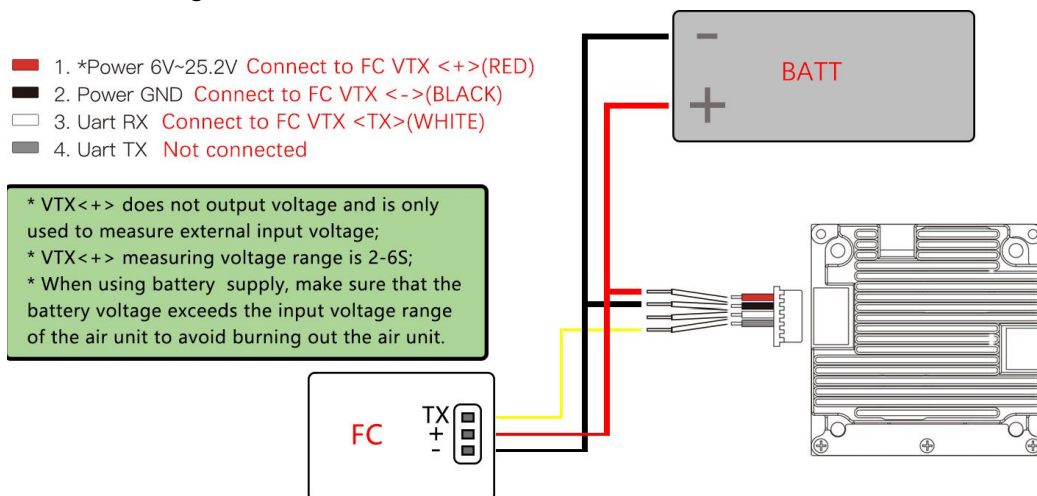 1. *Power 6V~25.2V Connect to FC VTX <+>(RED)
2. Power GND Connect to FC VTX <->(BLACK)
3. Uart RX Connect to FC VTX <TX>(WHITE)
4. Uart TX Not connected
* VTX<+> does not output voltage and is only
used to measure external input voltage;
* VTX<+> measuring voltage range is 2-6S;
* When using battery supply, make sure that the
battery voltage exceeds the input voltage range
of the air unit to avoid burning out the air unit.
-
BATT
+
FC
TX
+
-